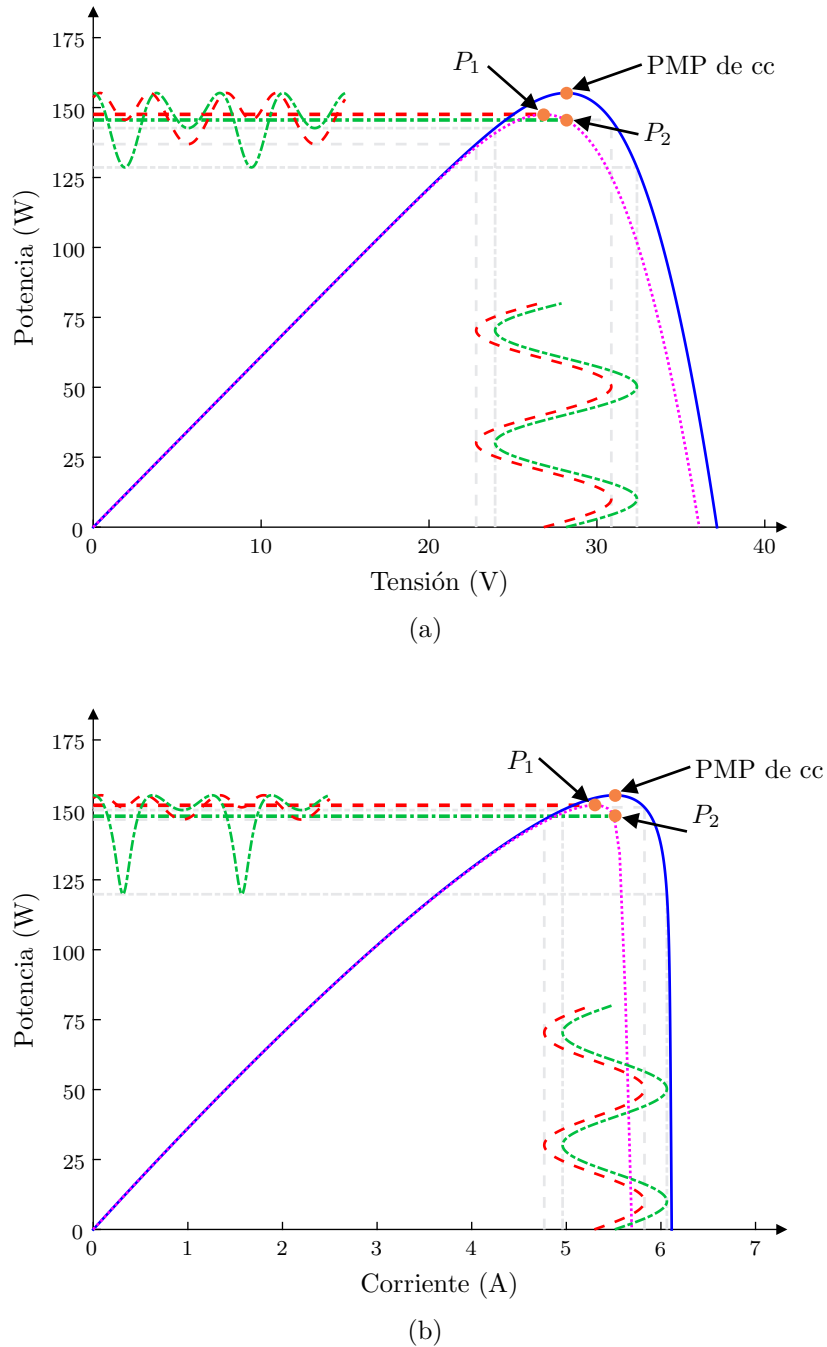 175
150
125
100
75
50
25
0
Potencia (W)
P1
PMP de cc
P2
0 10 20 30 40
Tensión (V)
(a)
175
150
125
100
75
50
25
0
Potencia (W)
P1
PMP de cc
P2
0 1 2 3 4 5 6 7
Corriente (A)
(b)